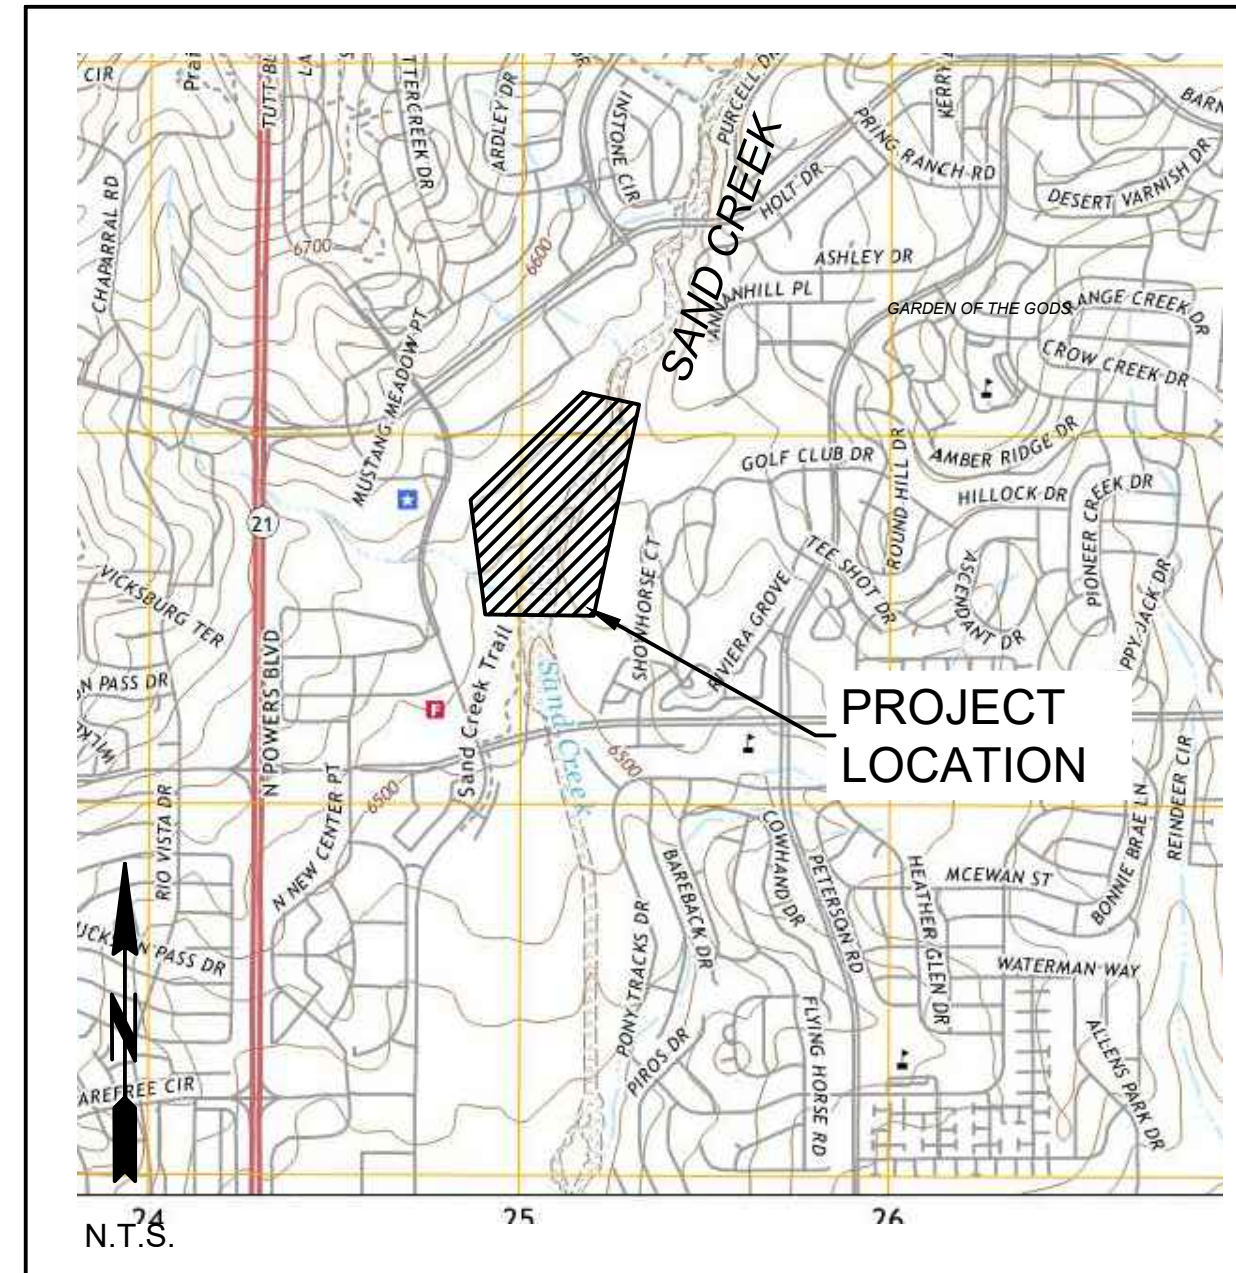 CIR
TUTT BL
ARDLEY DR
INSTONE CIR
PURCELL DR
KERRY
BARN
PRING RANCH RD
DESERT VARNISH DR
HOLT DR
CHAPARRAL RD
6700
6600
SAND CREEK
ASHLEY DR
ANNANHILL PL
GARDEN OF THE GODS
ANGE CREEK DR
CROW CREEK DR
MUSTANG MEADOW PT
GOLF CLUB DR
ROUND HILL DR
AMBER RIDGE DR
HILLOCK DR
PIONEER CREEK DR
21
TEE SHOT DR
ASCENDANT DR
SHOWHORSE CT
RIVIERA GROVE
VICKSBURG TER
N PASS DR
N POWERS BLVD
F
Sand Creek Trail
Sand Creek
PROJECT
LOCATION
6500
6500
REINDEER CIR
RIO VISTA DR
N NEW CENTER PT
BAREBACK DR
COWHAND DR
PETERSON RD
HEATHER GLEN DR
MCEWAN ST
BONNIE BRAE LN
WATERMAN WAY
PONY TRACKS DR
PIROS DR
FLYING HORSE RD
ALLENS PARK DR
N PASS DR
N
AREFREE CIR
24
25
26
N.T.S.